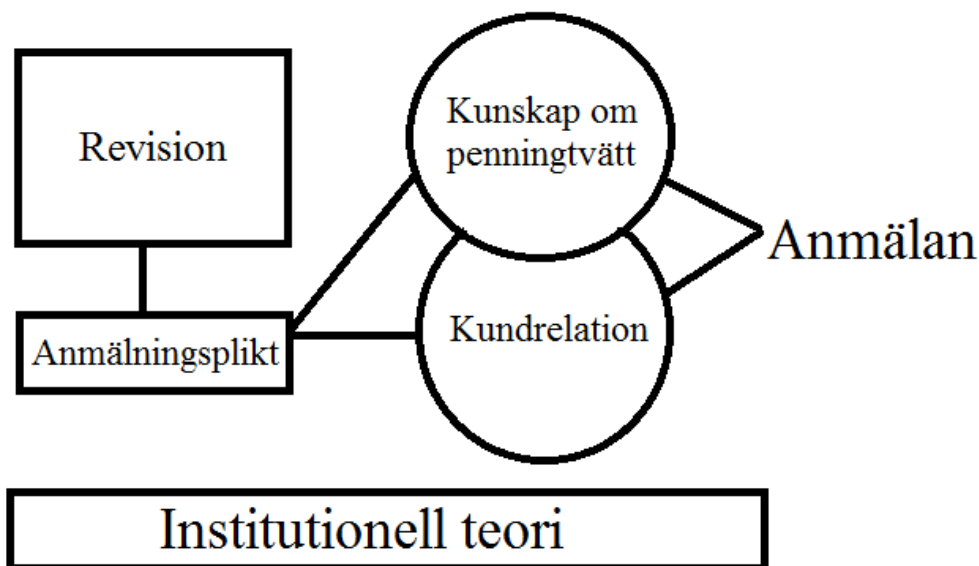 Revision
Anmälningsplikt
Kunskap om
penningtvätt
Kundrelation
Anmälan
Institutionell teori